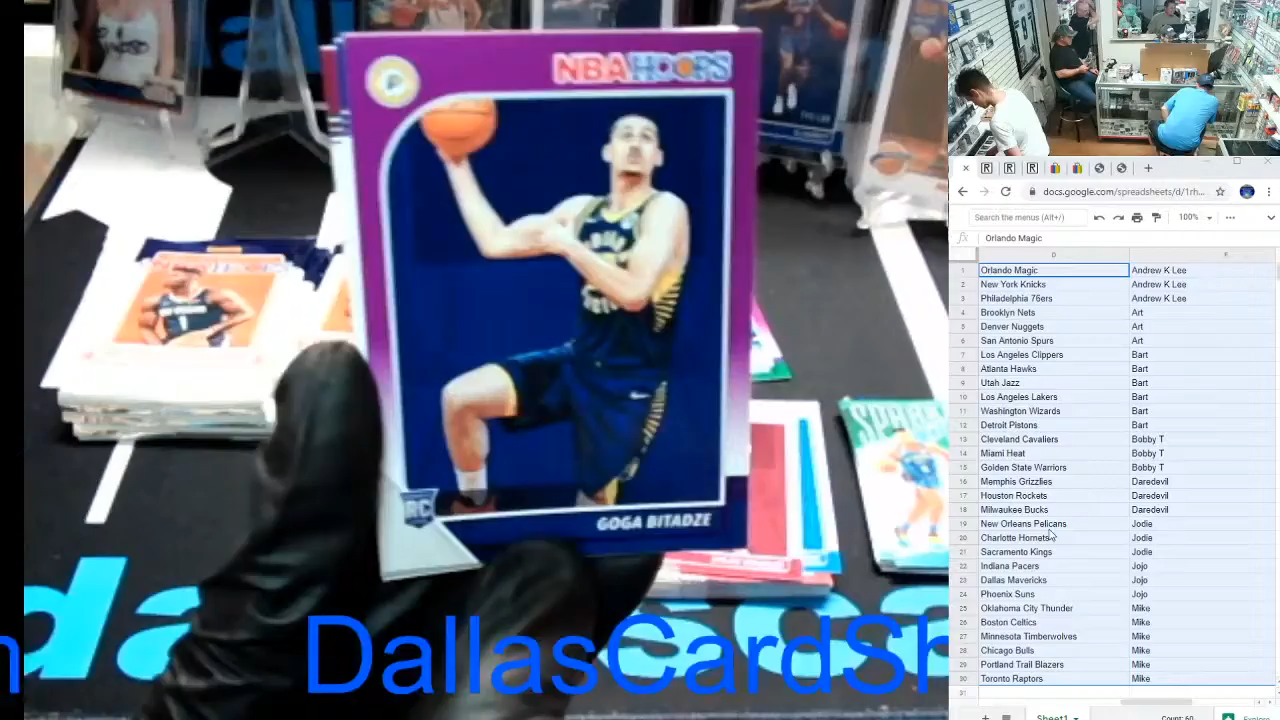 NBA HOOPS
RC
GOGA BITADZE
DallasCardSh
docs.google.com/spreadsheets/d/1rh...
Search the menus (Alt+/)
100%
fx Orlando Magic
D E
1 Orlando Magic Andrew K Lee
2 New York Knicks Andrew K Lee
3 Philadelphia 76ers Andrew K Lee
4 Brooklyn Nets Art
5 Denver Nuggets Art
6 San Antonio Spurs Art
7 Los Angeles Clippers Bart
8 Atlanta Hawks Bart
9 Utah Jazz Bart
10 Los Angeles Lakers Bart
11 Washington Wizards Bart
12 Detroit Pistons Bart
13 Cleveland Cavaliers Bobby T
14 Miami Heat Bobby T
15 Golden State Warriors Bobby T
16 Memphis Grizzlies Daredevil
17 Houston Rockets Daredevil
18 Milwaukee Bucks Daredevil
19 New Orleans Pelicans Jodie
20 Charlotte Hornets Jodie
21 Sacramento Kings Jodie
22 Indiana Pacers Jojo
23 Dallas Mavericks Jojo
24 Phoenix Suns Jojo
25 Oklahoma City Thunder Mike
26 Boston Celtics Mike
27 Minnesota Timberwolves Mike
28 Chicago Bulls Mike
29 Portland Trail Blazers Mike
30 Toronto Raptors Mike
31
Sheet1
Count: 60
Explore